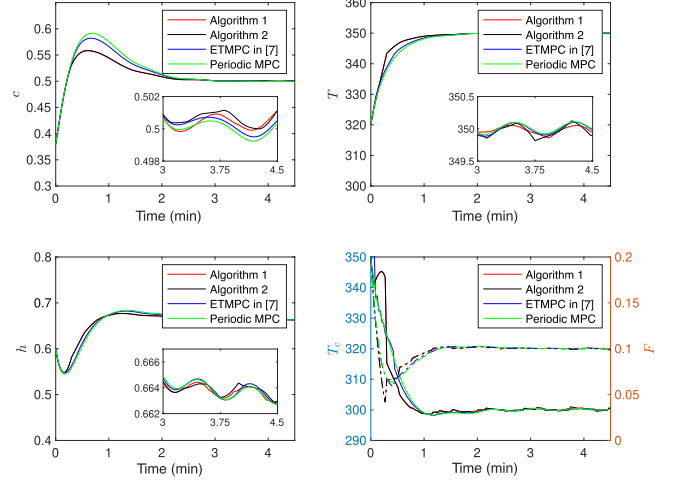 0.6
0.55
0.5
0.45
0.4
0.35
0.3
c
0 1 2 3 4
Time (min)
Algorithm 1
Algorithm 2
ETMPC in [7]
Periodic MPC
0.502
0.5
0.498
3 3.75 4.5
360
350
340
330
320
310
300
T
0 1 2 3 4
Time (min)
Algorithm 1
Algorithm 2
ETMPC in [7]
Periodic MPC
350.5
350
349.5
3 3.75 4.5
0.8
0.7
0.6
0.5
0.4
h
0 1 2 3 4
Time (min)
Algorithm 1
Algorithm 2
ETMPC in [7]
Periodic MPC
0.666
0.664
0.662
3 3.75 4.5
350
340
330
320
310
300
290
T_c
0 1 2 3 4
Time (min)
Algorithm 1
Algorithm 2
ETMPC in [7]
Periodic MPC
0.2
0.15
0.1
0.05
0
F